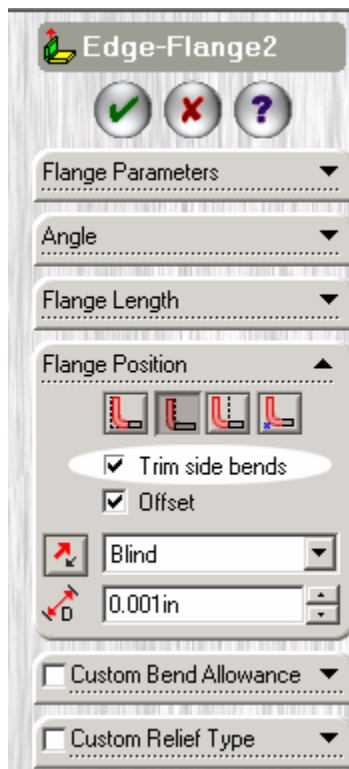 Edge-Flange2
?
Flange Parameters
Angle
Flange Length
Flange Position
Trim side bends
Offset
Blind
D
0.001in
Custom Bend Allowance
Custom Relief Type